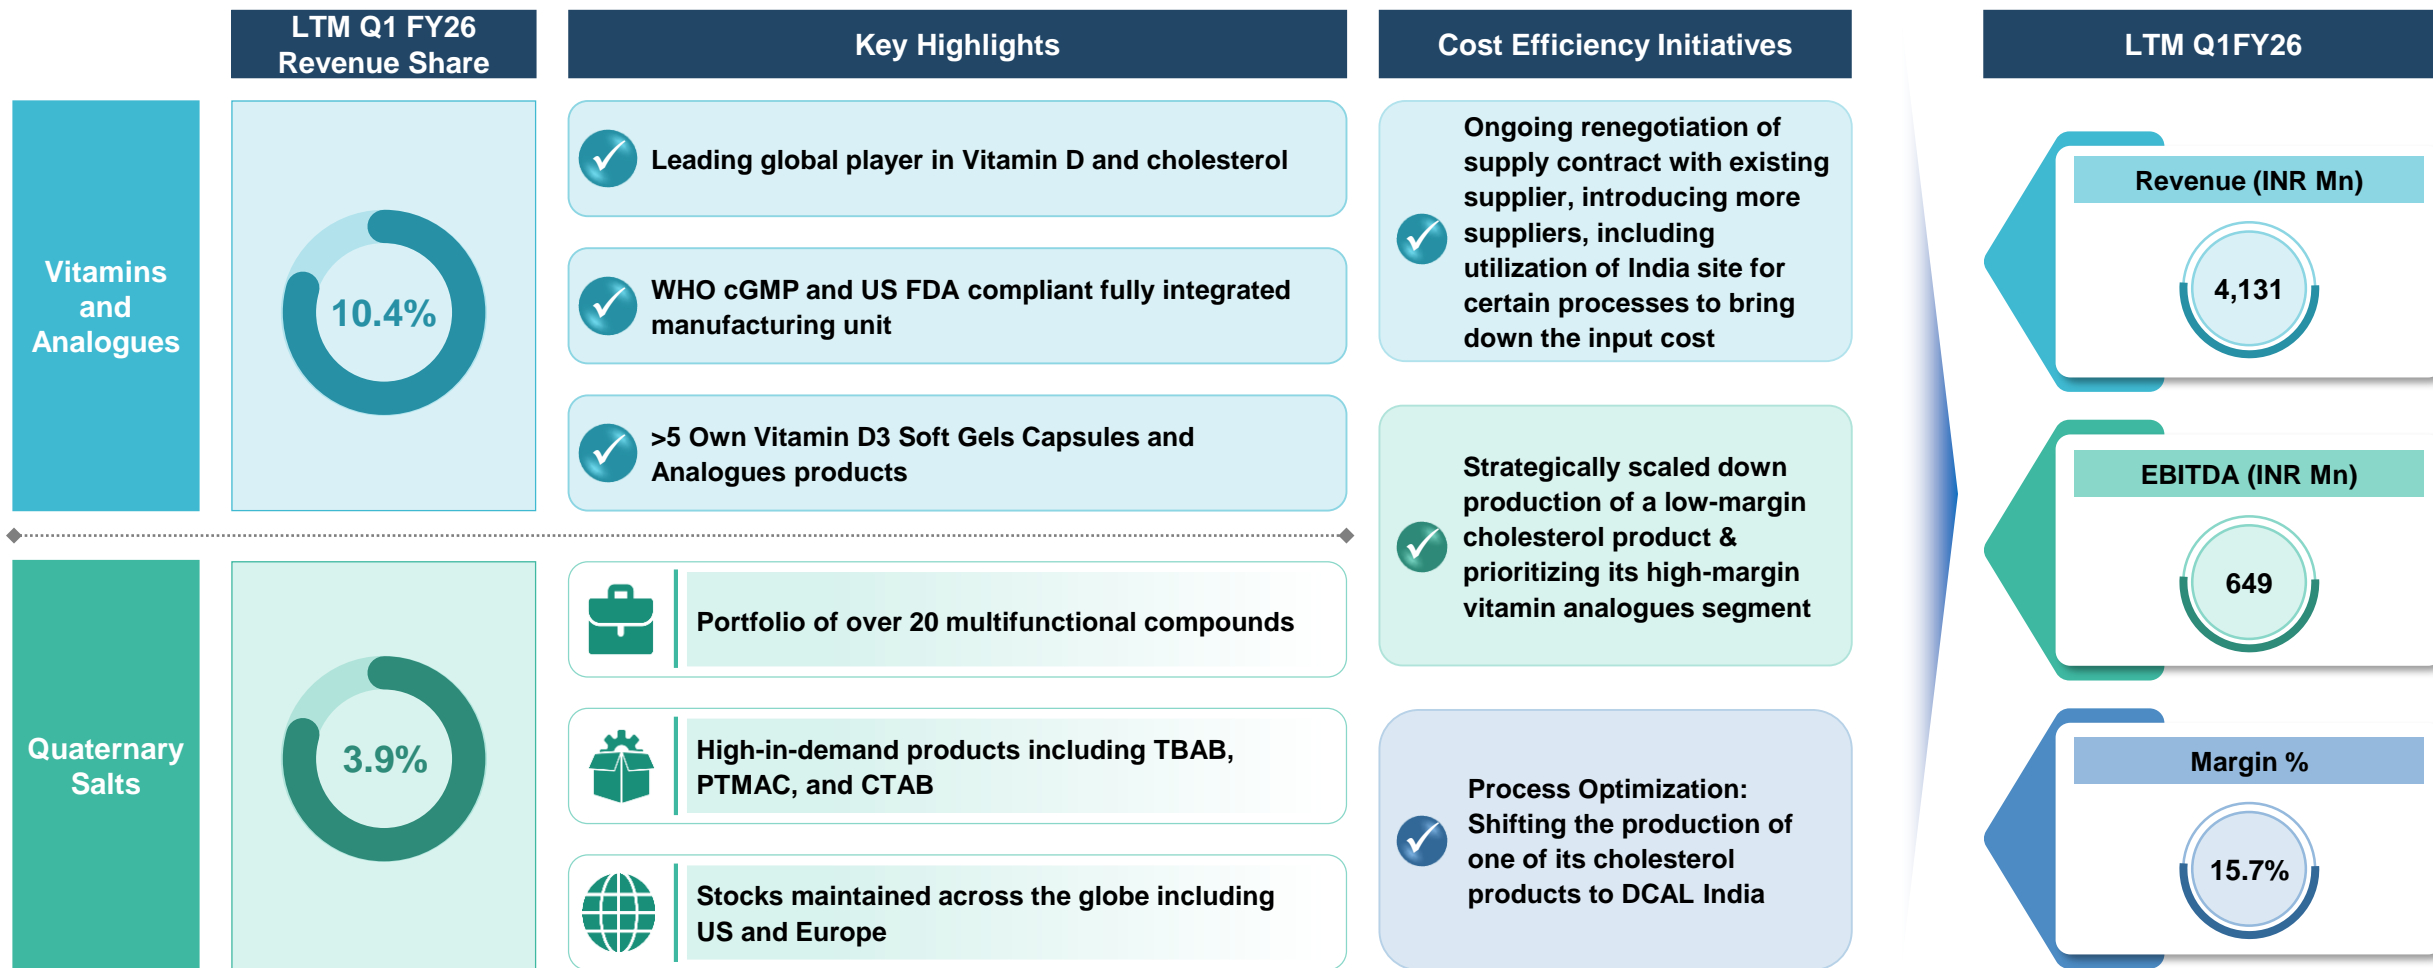 LTM Q1 FY26
Revenue Share
Key Highlights
Cost Efficiency Initiatives
LTM Q1FY26
Vitamins
and
Analogues
10.4%
Leading global player in Vitamin D and cholesterol
WHO cGMP and US FDA compliant fully integrated
manufacturing unit
>5 Own Vitamin D3 Soft Gels Capsules and
Analogues products
Quaternary
Salts
3.9%
Portfolio of over 20 multifunctional compounds
High-in-demand products including TBAB,
PTMAC, and CTAB
Stocks maintained across the globe including
US and Europe
Ongoing renegotiation of
supply contract with existing
supplier, introducing more
suppliers, including
utilization of India site for
certain processes to bring
down the input cost
Strategically scaled down
production of a low-margin
cholesterol product &
prioritizing its high-margin
vitamin analogues segment
Process Optimization:
Shifting the production of
one of its cholesterol
products to DCAL India
Revenue (INR Mn)
4,131
EBITDA (INR Mn)
649
Margin %
15.7%